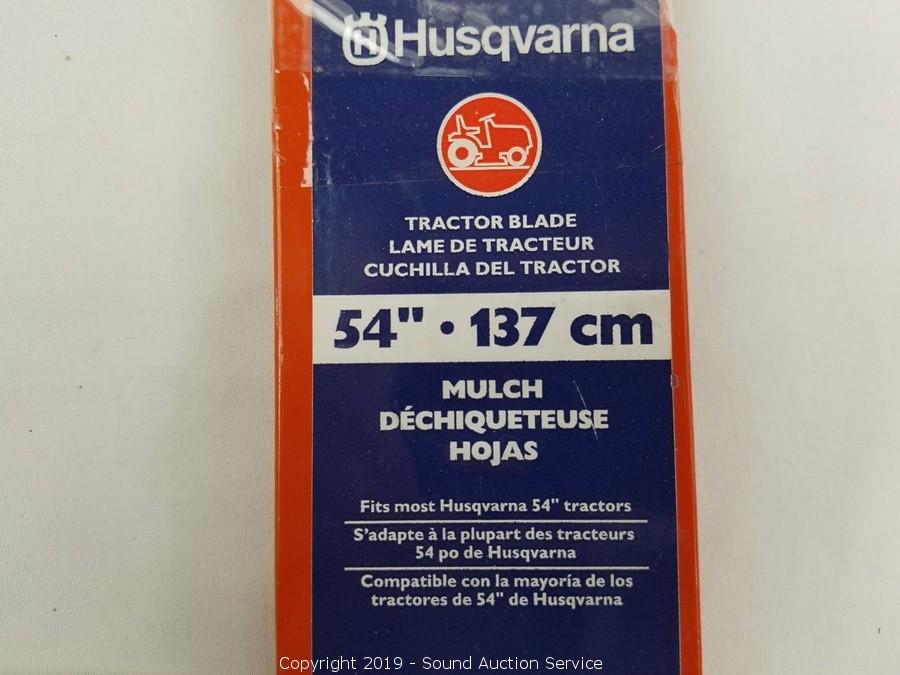 Husqvarna
TRACTOR BLADE
LAME DE TRACTEUR
CUCHILLA DEL TRACTOR
54" • 137 cm
MULCH
DÉCHIQUETEUSE
HOJAS
Fits most Husqvarna 54" tractors
S'adapte à la plupart des tracteurs
54 po de Husqvarna
Compatible con la mayoría de los
tractores de 54" de Husqvarna
Copyright 2019 - Sound Auction Service